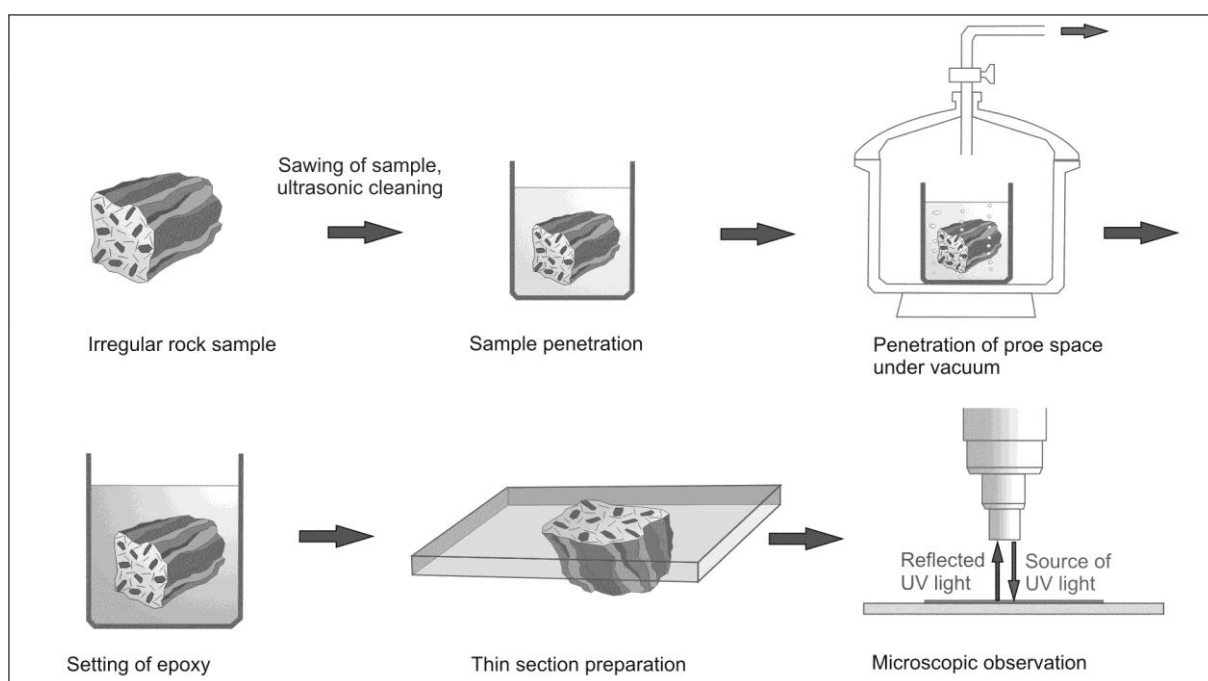 Sawing of sample,
ultrasonic cleaning
Irregular rock sample
Sample penetration
Penetration of proe space
under vacuum
Reflected
UV light
Source of
UV light
Setting of epoxy
Thin section preparation
Microscopic observation